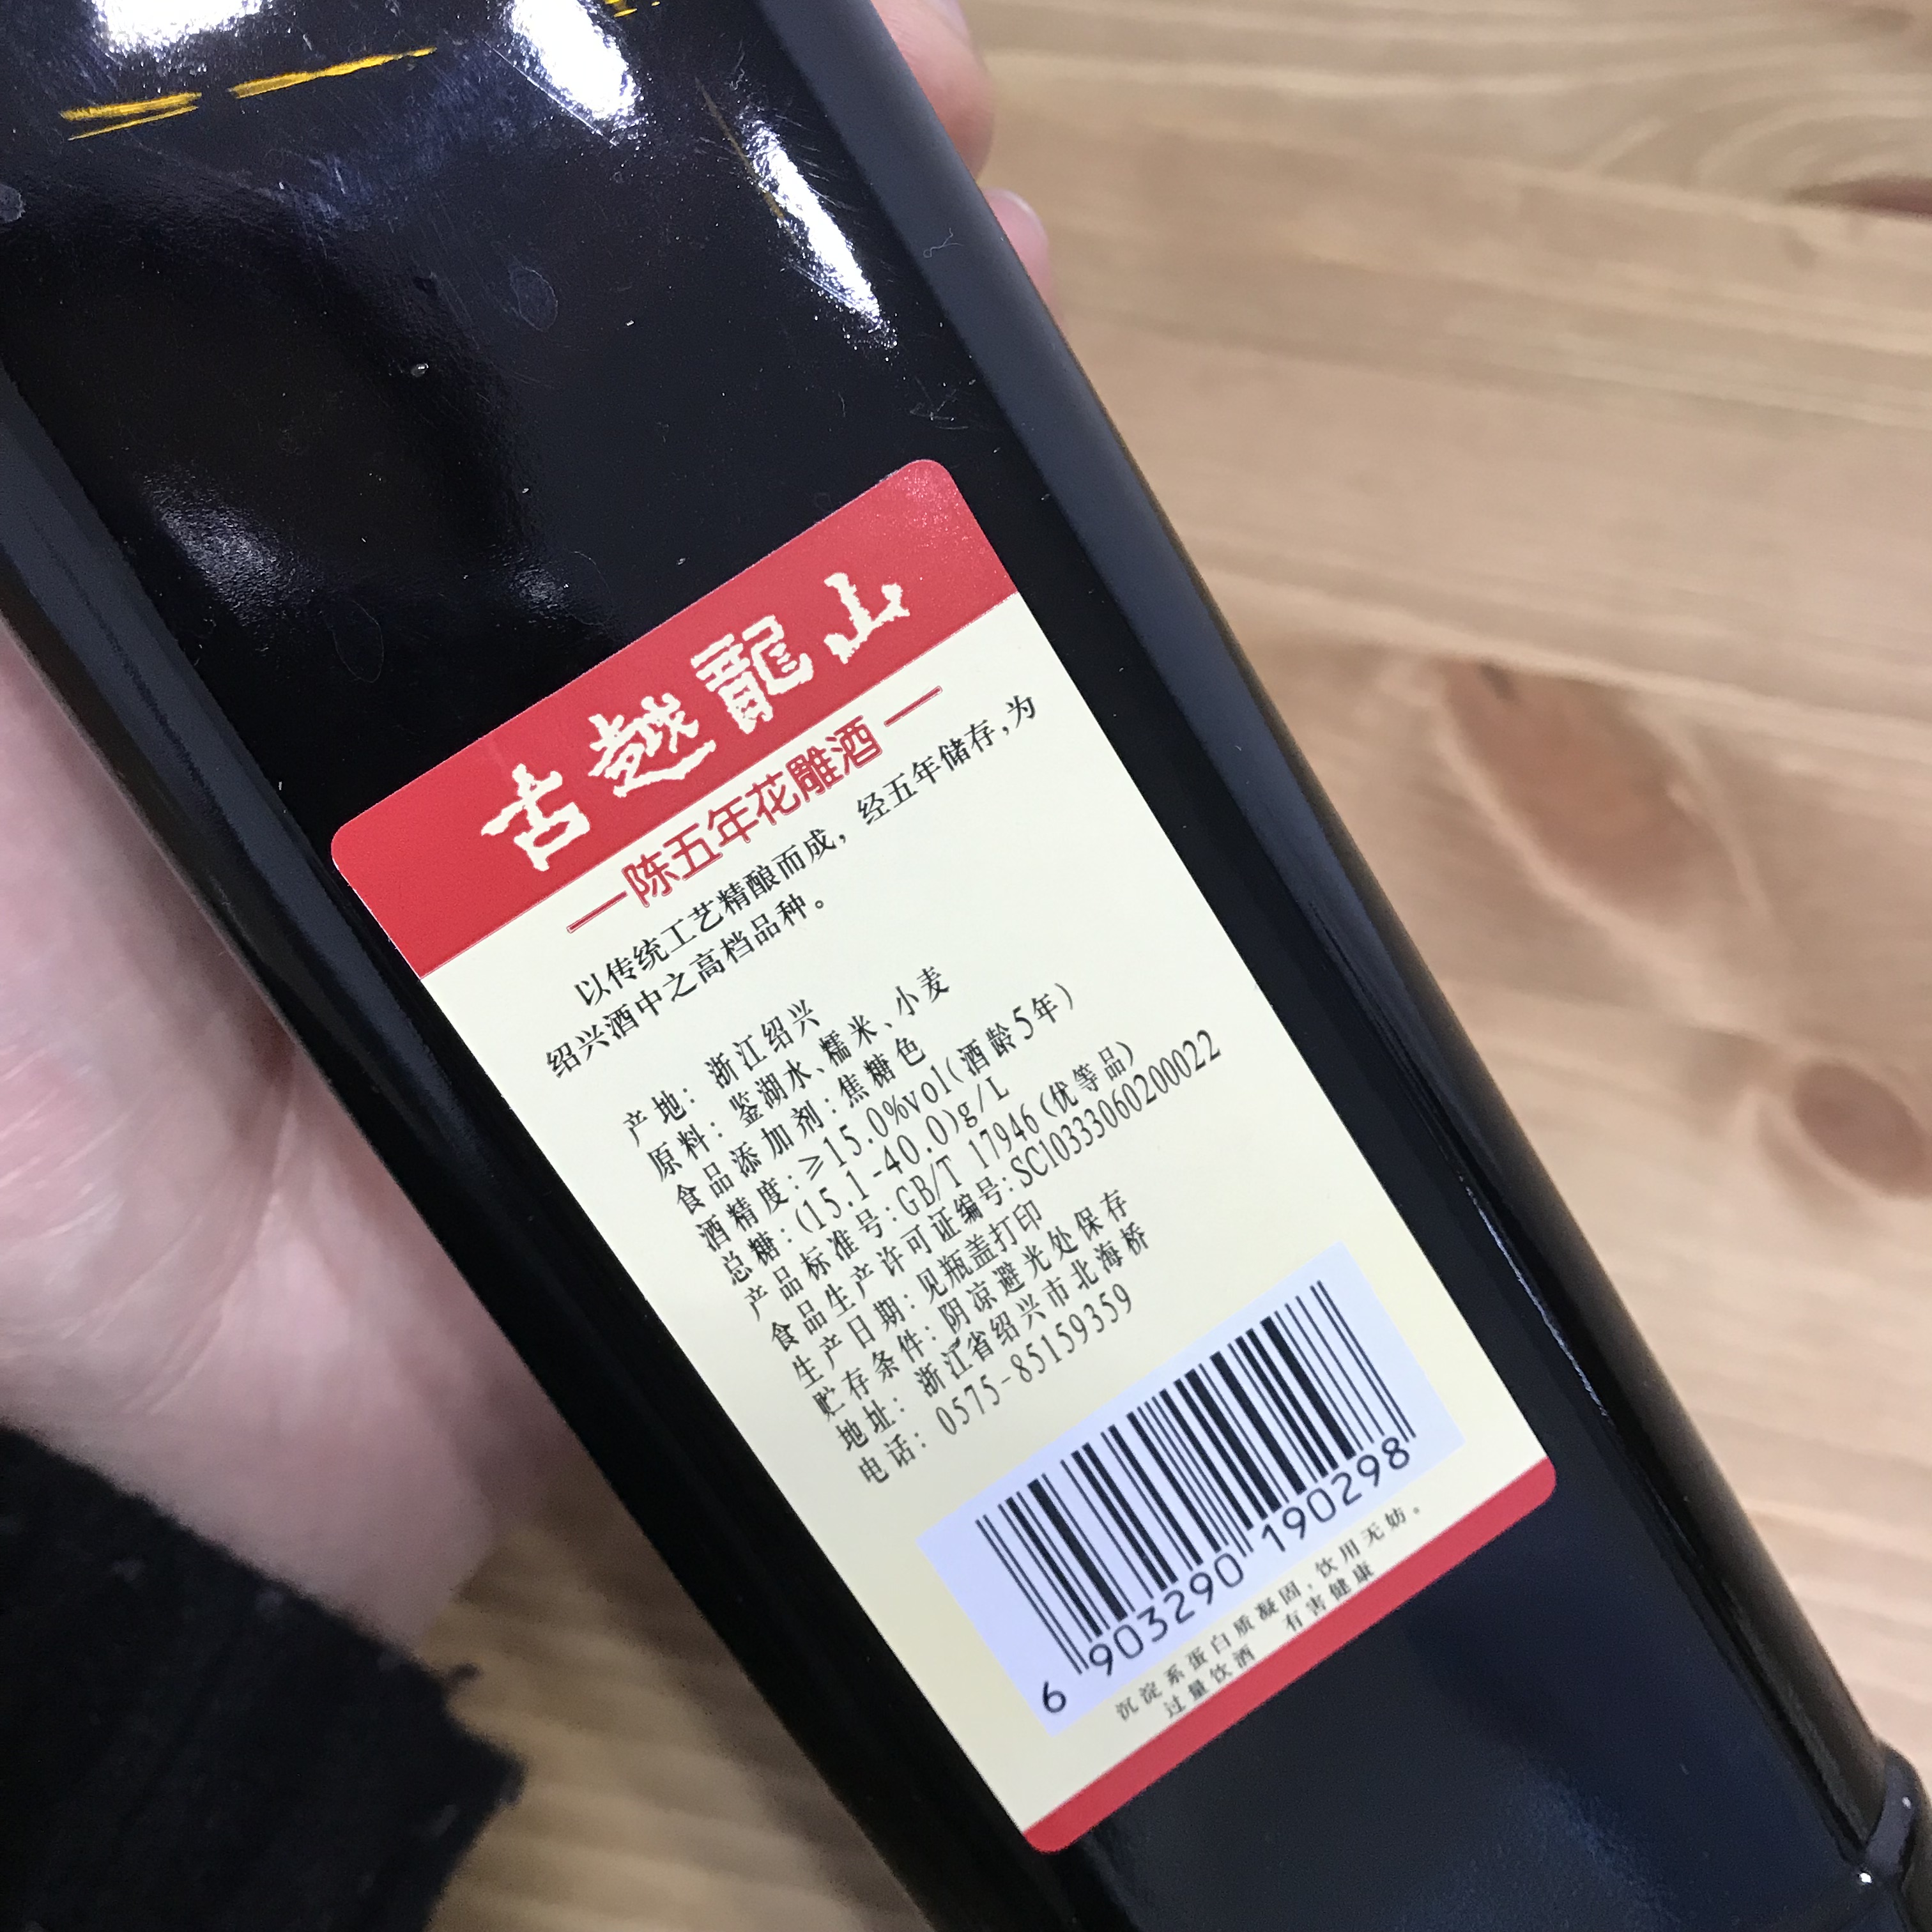 古越龍山
—陈五年花雕酒—
以传统工艺精酿而成，经五年储存，为
绍兴酒中之高档品种。
产地：浙江绍兴
原料：鉴湖水、糯米、小麦
食品添加剂：焦糖色
酒精度：≥15.0%vol(酒龄5年)
总糖：(15.1-40.0)g/L
产品标准号：GB/T 17946(优等品)
食品生产许可证编号：SC10333060200022
生产日期：见瓶盖打印
贮存条件：阴凉避光处保存
地址：浙江省绍兴市北海桥
电话：0575-85159359
6 903290 190298
沉淀系蛋白质凝固，饮用无妨。
过量饮酒 有害健康